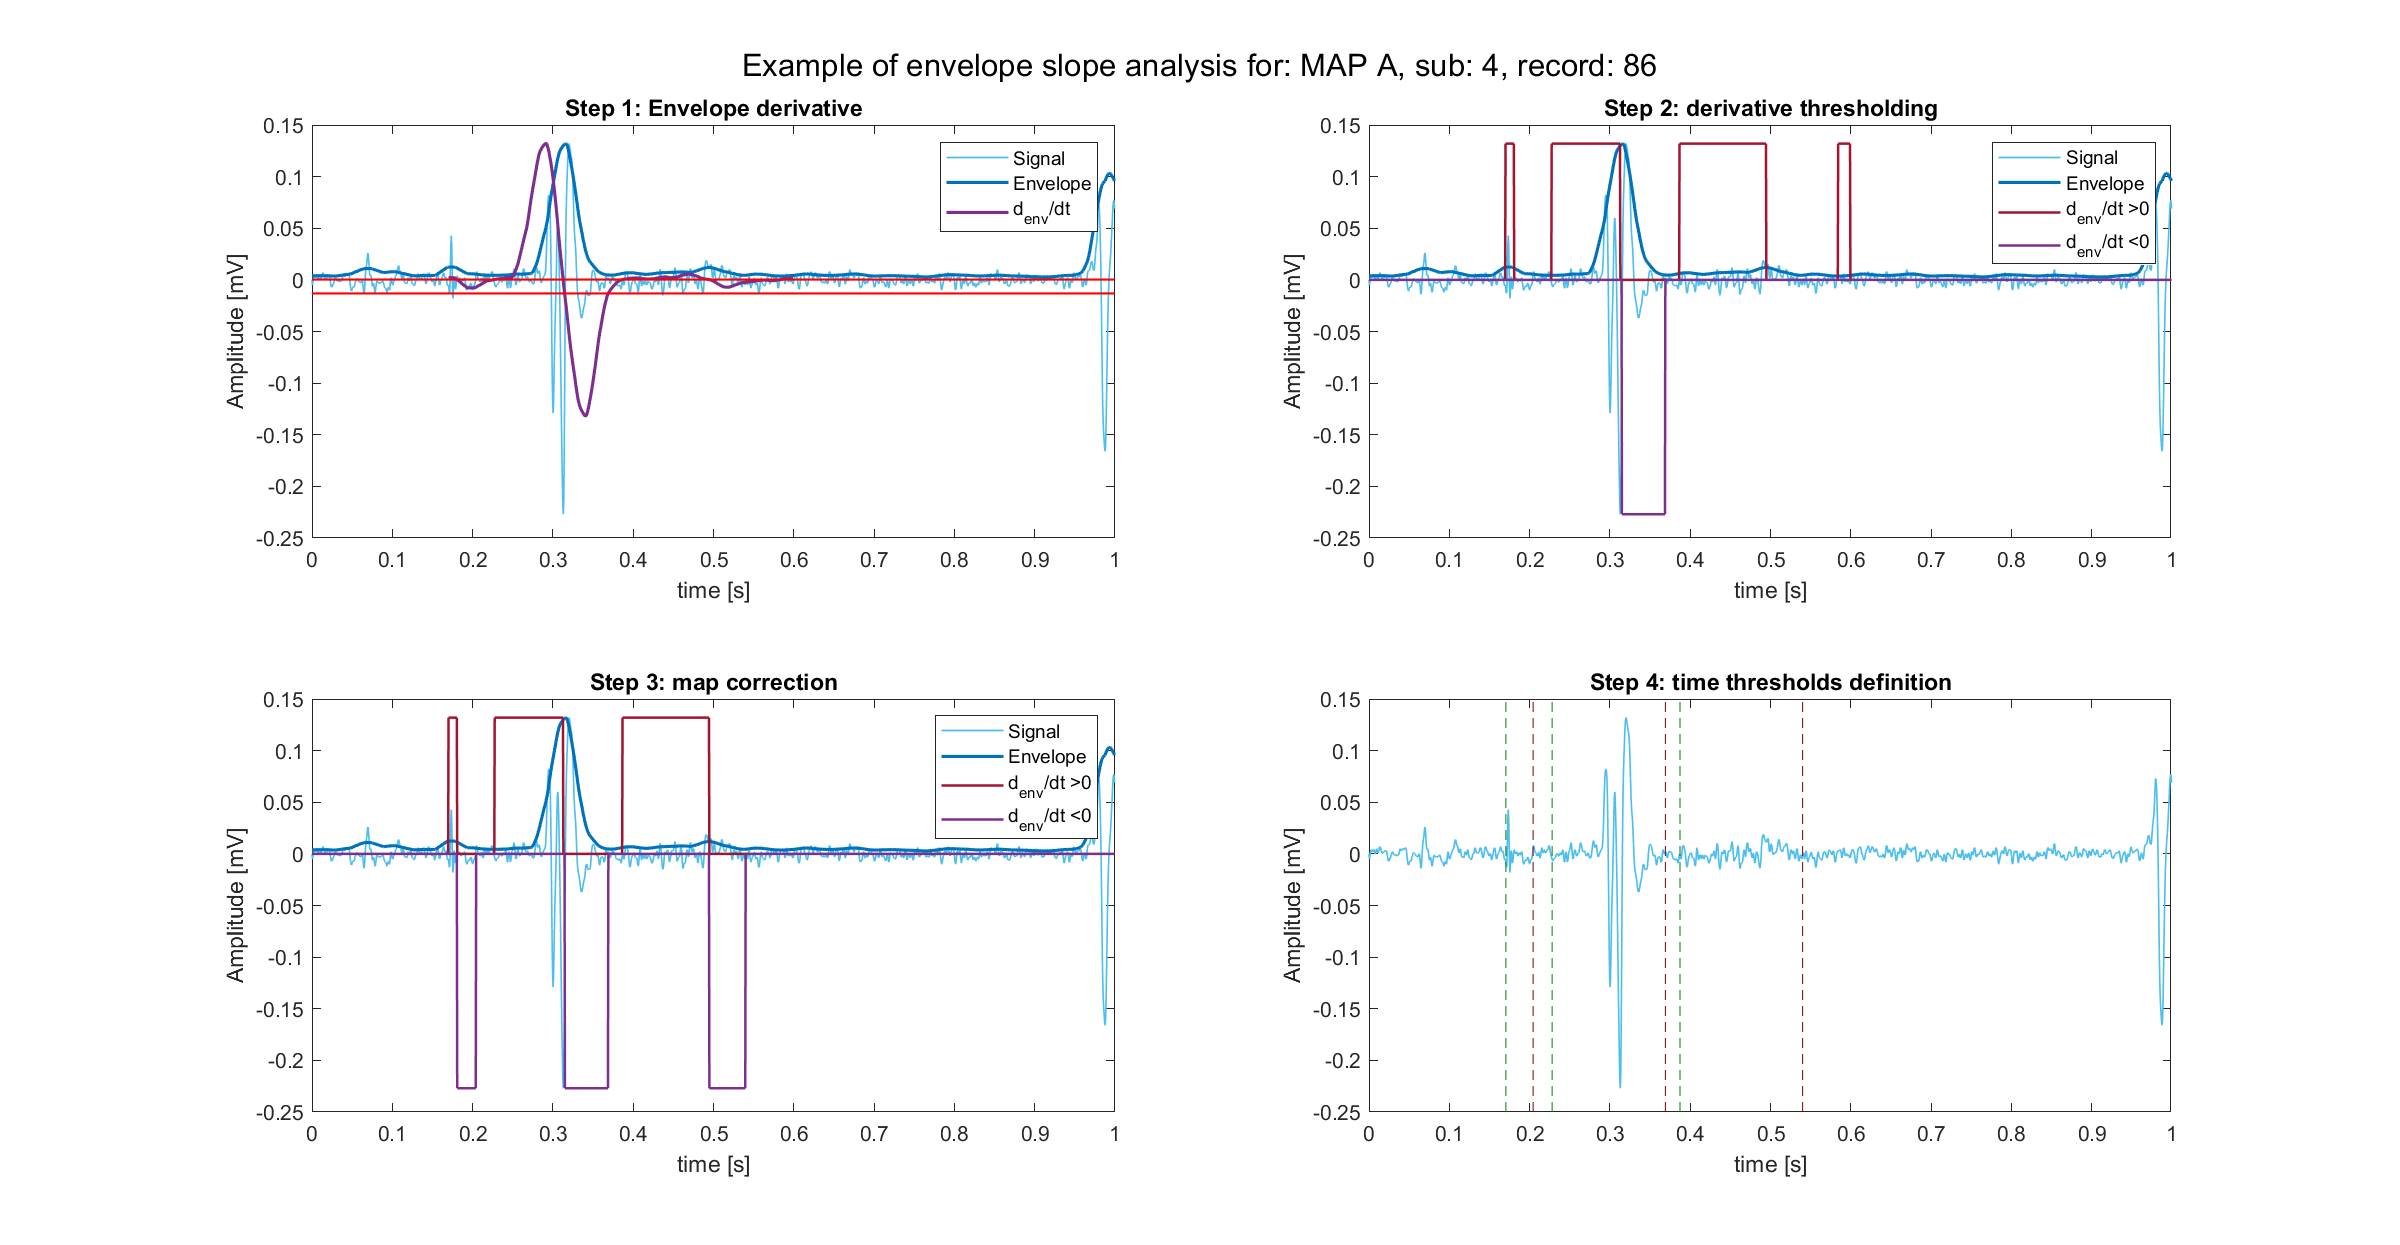 Example of envelope slope analysis for: MAP A, sub: 4, record: 86
Step 1: Envelope derivative
0.15
0.1
0.05
0
-0.05
-0.1
-0.15
-0.2
-0.25
Amplitude [mV]
0 0.1 0.2 0.3 0.4 0.5 0.6 0.7 0.8 0.9 1
time [s]
Signal
Envelope
d_env/dt
Step 2: derivative thresholding
0.15
0.1
0.05
0
-0.05
-0.1
-0.15
-0.2
-0.25
Amplitude [mV]
0 0.1 0.2 0.3 0.4 0.5 0.6 0.7 0.8 0.9 1
time [s]
Signal
Envelope
d_env/dt >0
d_env/dt <0
Step 3: map correction
0.15
0.1
0.05
0
-0.05
-0.1
-0.15
-0.2
-0.25
Amplitude [mV]
0 0.1 0.2 0.3 0.4 0.5 0.6 0.7 0.8 0.9 1
time [s]
Signal
Envelope
d_env/dt >0
d_env/dt <0
Step 4: time thresholds definition
0.15
0.1
0.05
0
-0.05
-0.1
-0.15
-0.2
-0.25
Amplitude [mV]
0 0.1 0.2 0.3 0.4 0.5 0.6 0.7 0.8 0.9 1
time [s]